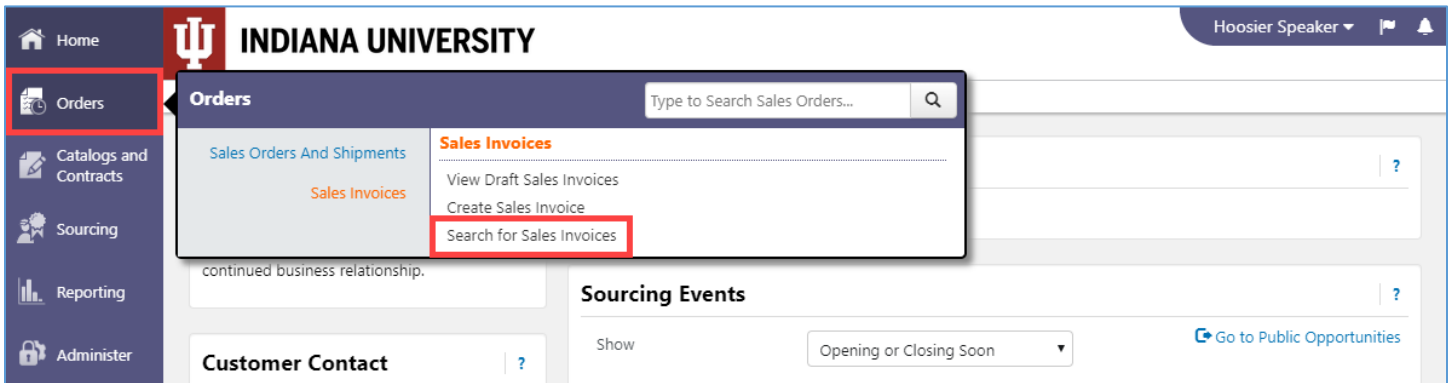 Home
INDIANA UNIVERSITY
Hoosier Speaker
Orders
Orders
Type to Search Sales Orders...
Sales Orders And Shipments
Sales Invoices
Sales Invoices
View Draft Sales Invoices
Create Sales Invoice
Search for Sales Invoices
Catalogs and
Contracts
?
Sourcing
continued business relationship.
Reporting
Sourcing Events
?
Show
Opening or Closing Soon
Go to Public Opportunities
Administer
Customer Contact
?